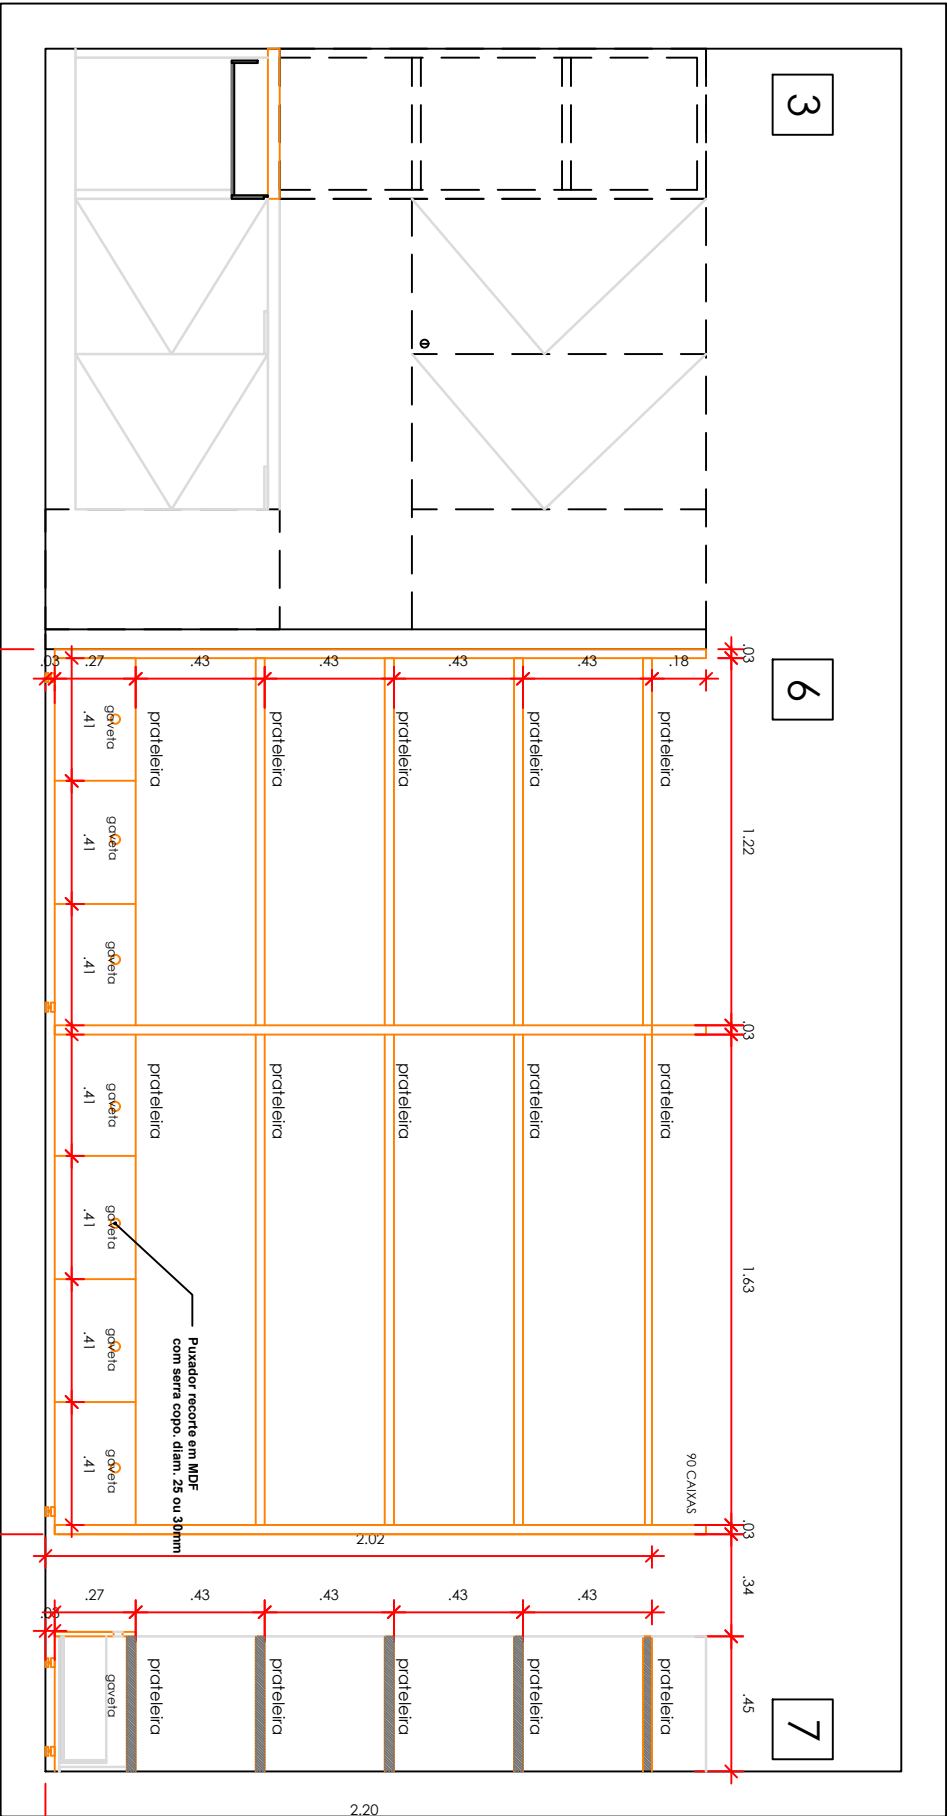 3
6
7
.03
1.22
.03
1.63
.03
.34
.45
90 CAIXAS
.18
prateleira
prateleira
prateleira
.43
prateleira
prateleira
.43
prateleira
.43
prateleira
prateleira
.43
prateleira
2.02
2.20
.43
prateleira
prateleira
.43
prateleira
.43
prateleira
prateleira
.43
prateleira
Puxador recorte em MDF
com serra copo. diam. 25 ou 30mm
.27
gaveta
gaveta
gaveta
gaveta
gaveta
gaveta
gaveta
.27
gaveta
.41
.41
.41
.41
.41
.41
.41
.03